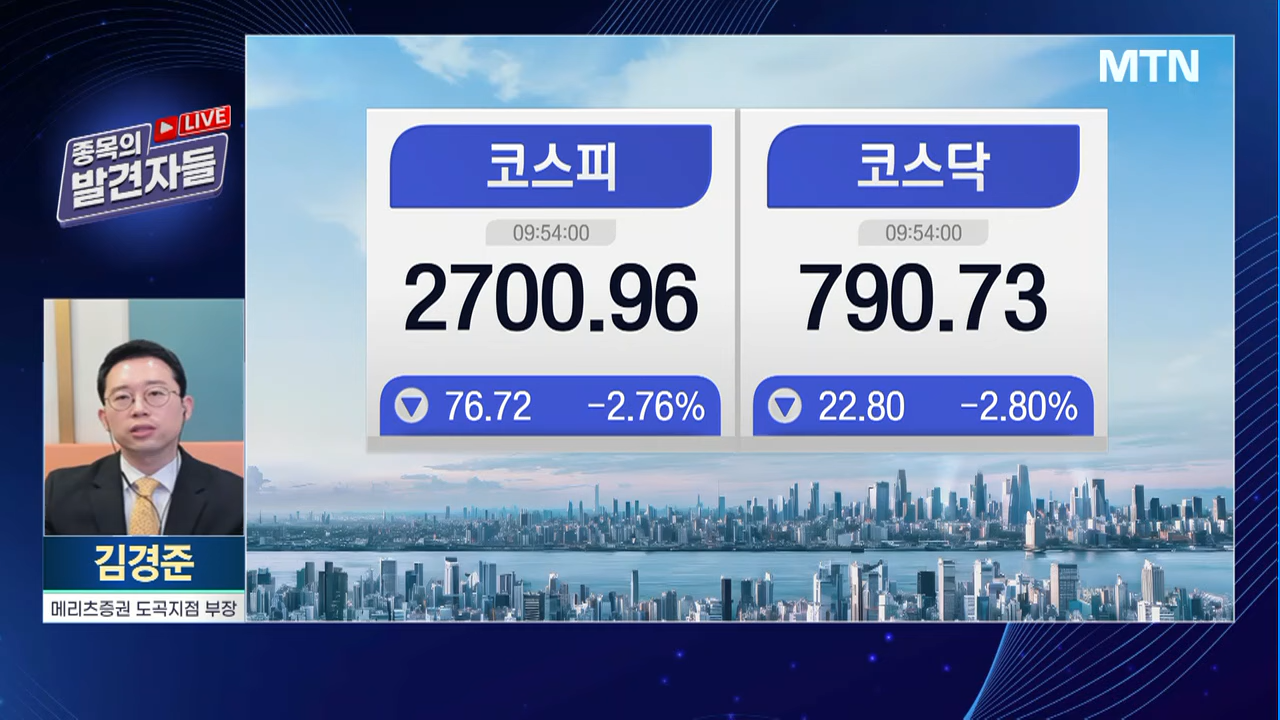 MTN
LIVE
종목의
발견자들
코스피
09:54:00
2700.96
▼ 76.72 -2.76%
코스닥
09:54:00
790.73
▼ 22.80 -2.80%
김경준
메리츠증권 도곡지점 부장